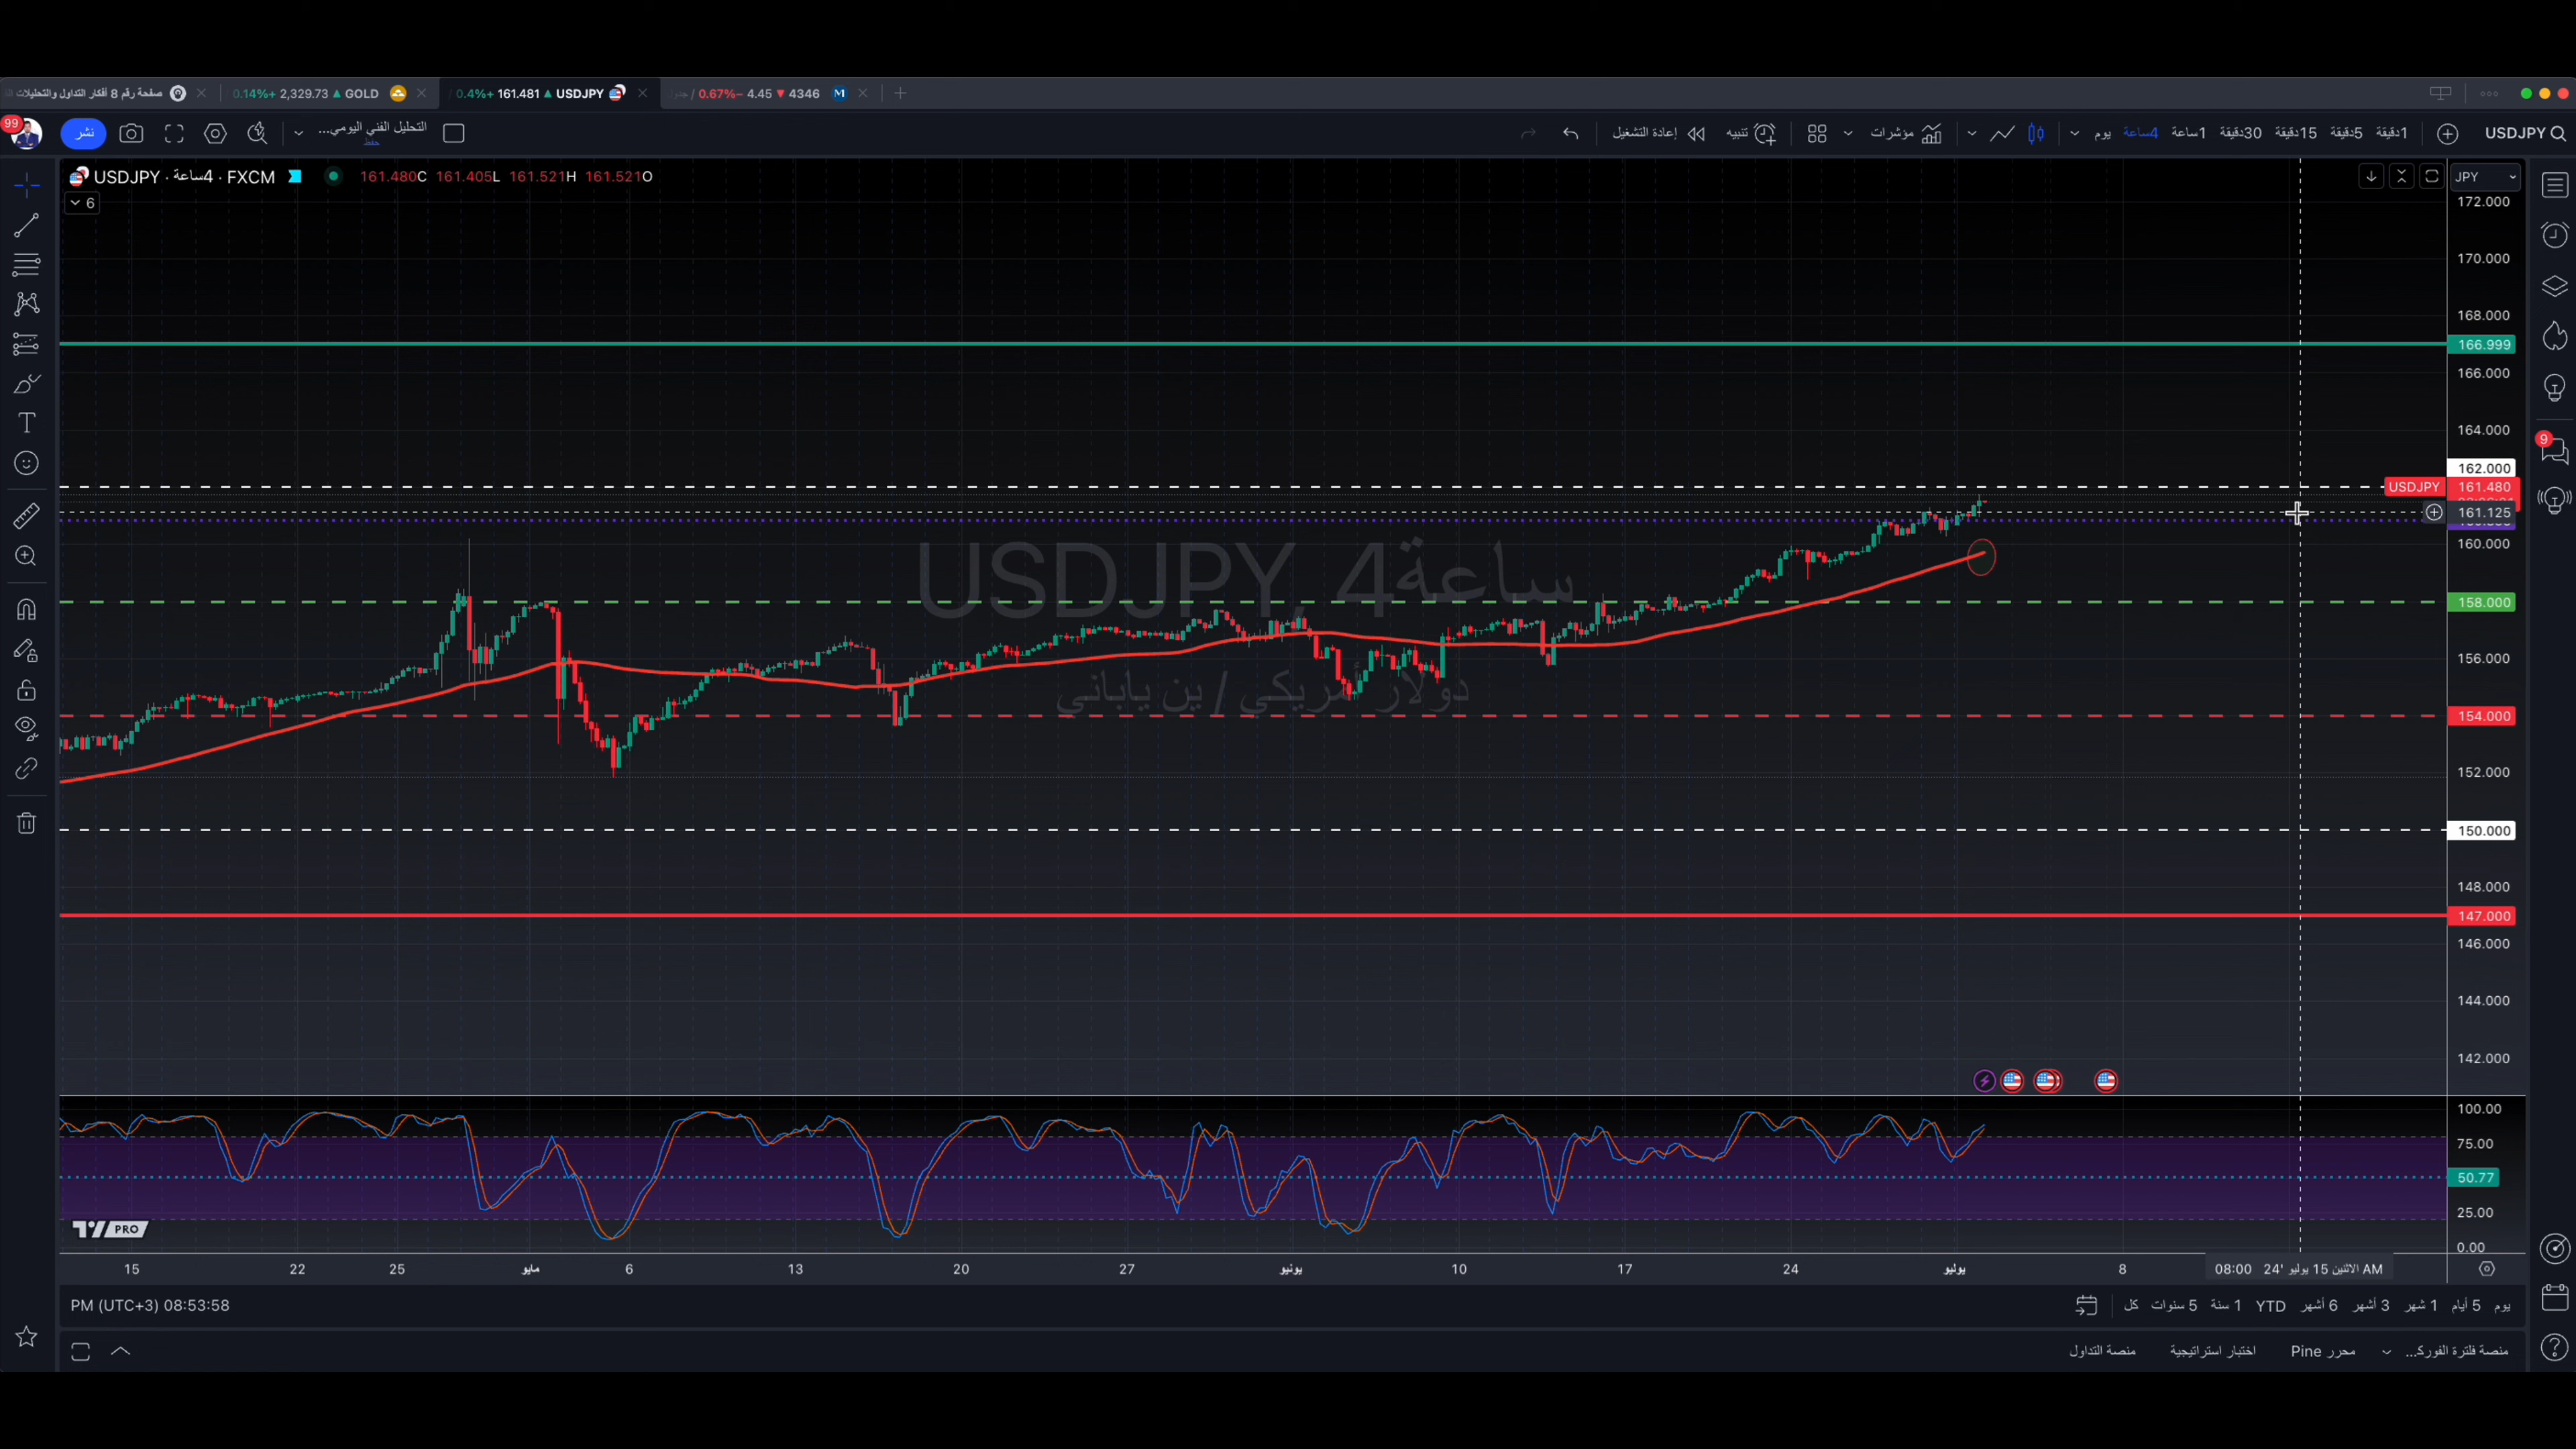 صفحة رقم 8 أفكار التداول والتحليلات
0.14%+ 2,329.73 ▲ GOLD
0.4%+ 161.481 ▲ USDJPY
0.67%− 4.45 ▼ 4346
99
نشر
التحليل الفني اليومي...
حفظ
إعادة التشغيل
تنبيه
مؤشرات
يوم
4ساعة
1ساعة
30دقيقة
15دقيقة
5دقيقة
1دقيقة
USDJPY
USDJPY · 4ساعة · FXCM
161.480C 161.405L 161.521H 161.521O
6
JPY
172.000
170.000
168.000
166.999
166.000
164.000
162.000
USDJPY 161.480
161.125
160.000
158.000
156.000
154.000
152.000
150.000
148.000
147.000
146.000
144.000
142.000
USDJPY, 4ساعة
دولار أمريكي / ين ياباني
9
100.00
75.00
50.77
25.00
0.00
PRO
15 22 25 مايو 6 13 20 27 يونيو 10 17 24 يوليو 8
08:00 24' الاثنين 15 يوليو AM
PM (UTC+3) 08:53:58
كل
5 سنوات
1 سنة
YTD
6 أشهر
3 أشهر
1 شهر
5 أيام
يوم
منصة التداول
اختبار استراتيجية
محرر Pine
منصة فلترة الفورك...